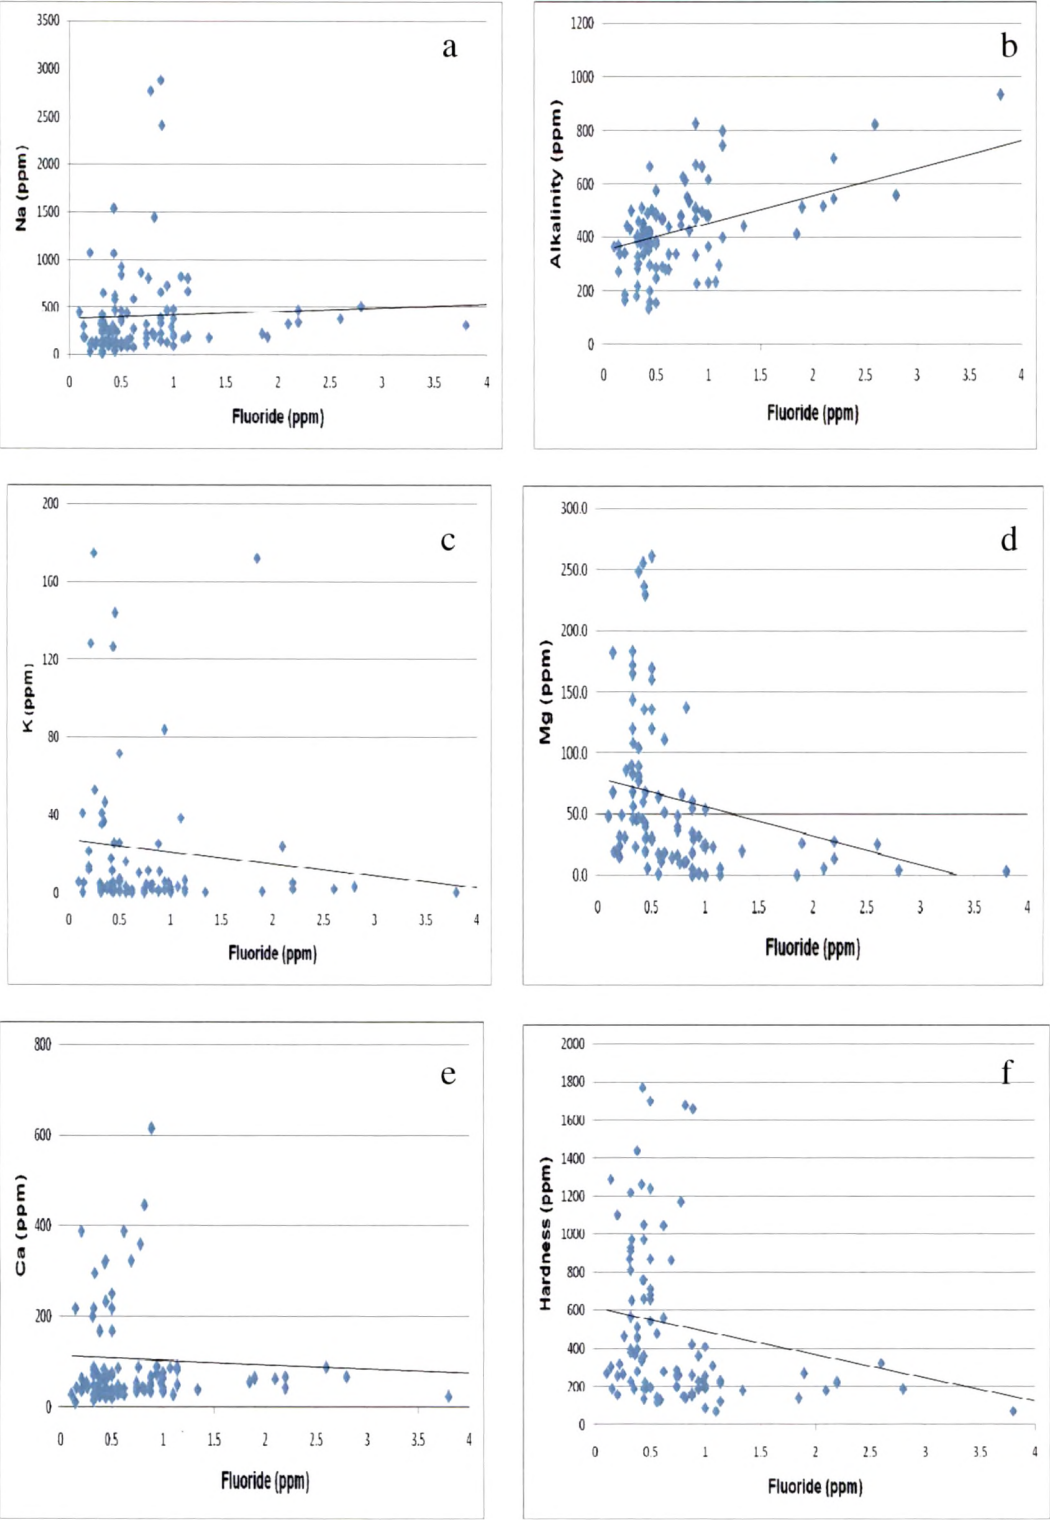 a
3500
3000
2500
2000
1500
1000
500
0
Na (ppm)
0 0.5 1 1.5 2 2.5 3 3.5 4
Fluoride (ppm)
b
1200
1000
800
600
400
200
0
Alkalinity (ppm)
0 0.5 1 1.5 2 2.5 3 3.5 4
Fluoride (ppm)
c
200
160
120
80
40
0
K (ppm)
0 0.5 1 1.5 2 2.5 3 3.5 4
Fluoride (ppm)
d
300.0
250.0
200.0
150.0
100.0
50.0
0.0
Mg (ppm)
0 0.5 1 1.5 2 2.5 3 3.5 4
Fluoride (ppm)
e
800
600
400
200
0
Ca (ppm)
0 0.5 1 1.5 2 2.5 3 3.5 4
Fluoride (ppm)
f
2000
1800
1600
1400
1200
1000
800
600
400
200
0
Hardness (ppm)
0 0.5 1 1.5 2 2.5 3 3.5 4
Fluoride (ppm)